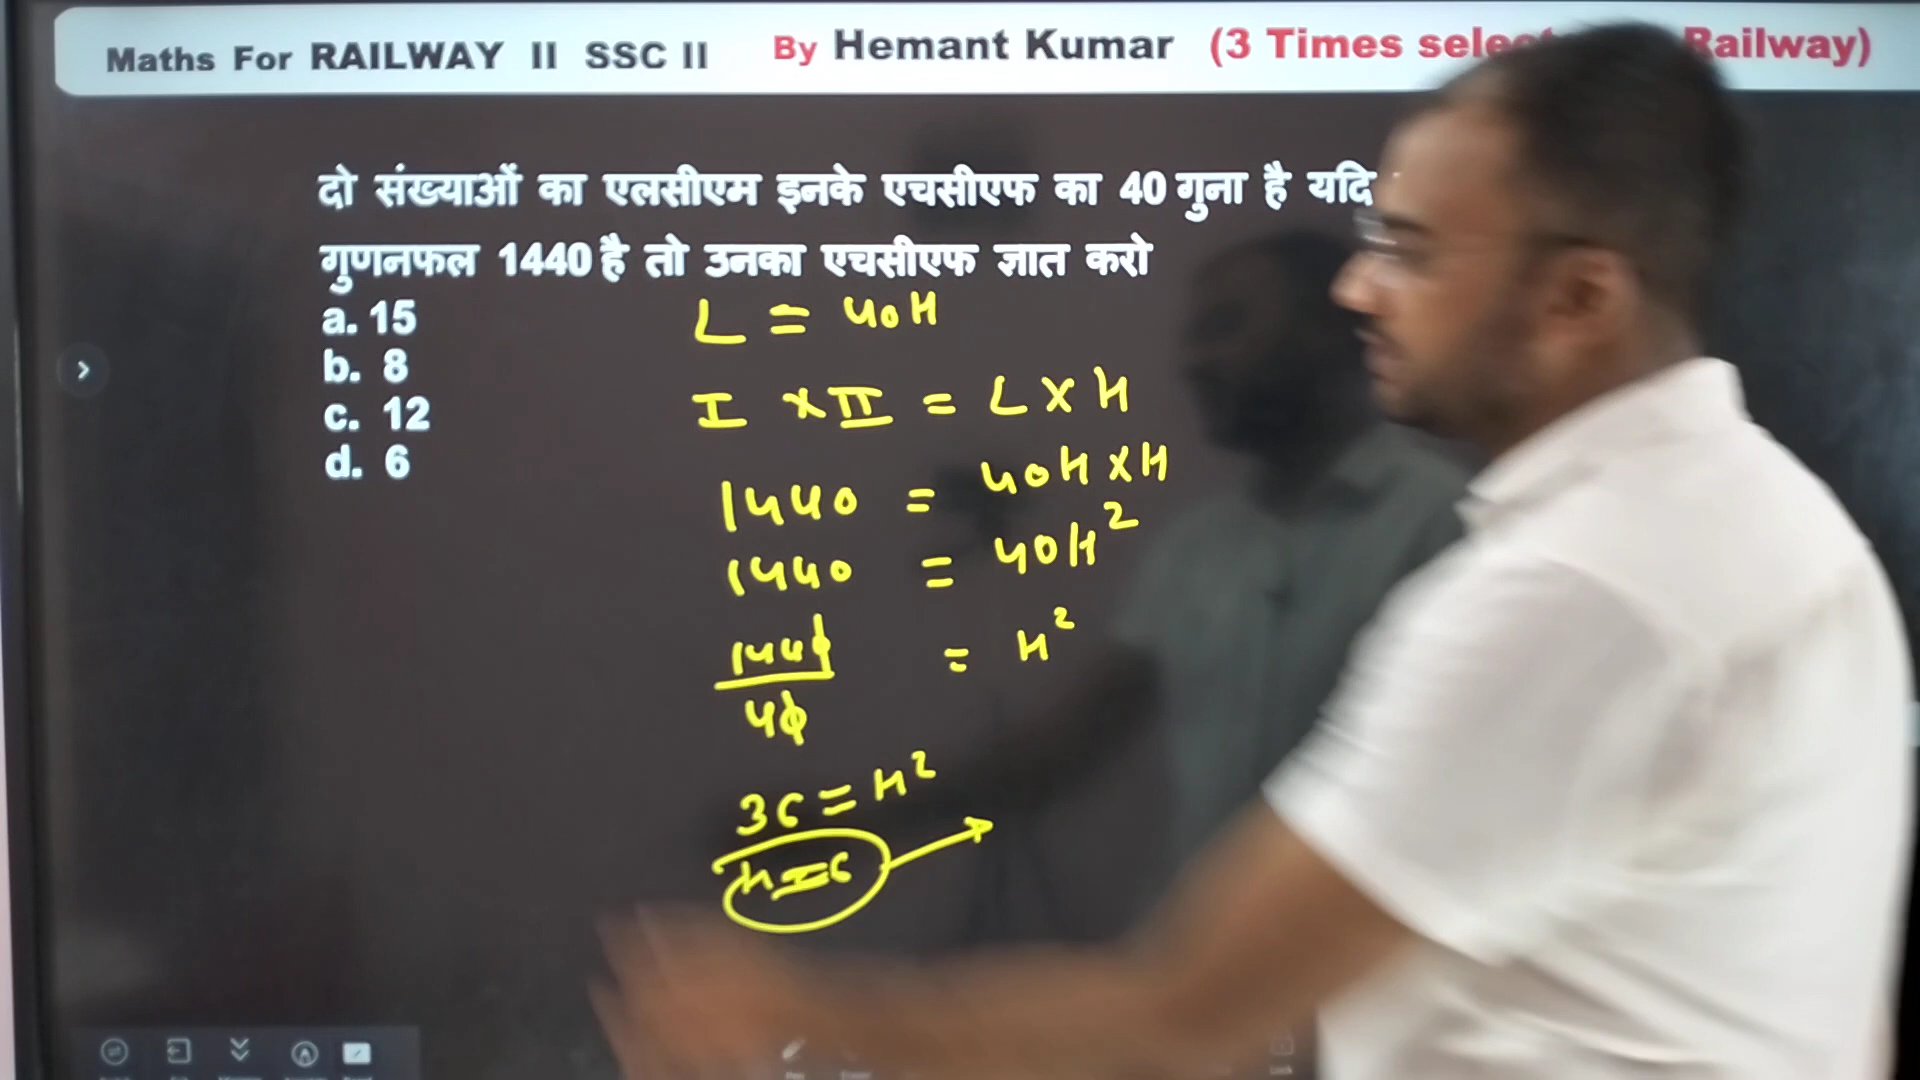 Maths For RAILWAY II SSC II By Hemant Kumar (3 Times Railway)
दो संख्याओं का एलसीएम इनके एचसीएफ का 40 गुना है यदि
गुणनफल 1440 है तो उनका एचसीएफ ज्ञात करो
a. 15
b. 8
c. 12
d. 6
L = 40H
I × II = L × H
1440 = 40H × H
1440 = 40H²
1440/40 = H²
36 = H²
H = 6